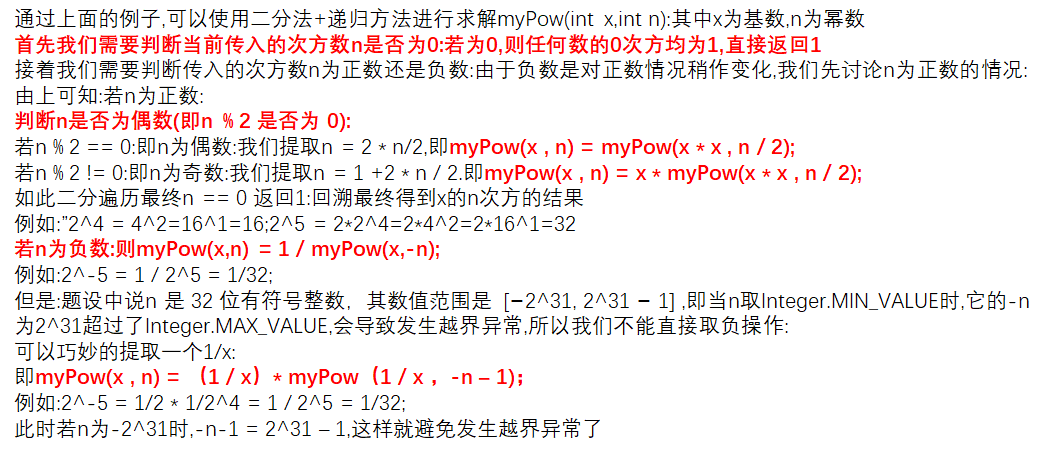 通过上面的例子,可以使用二分法+递归方法进行求解myPow(int x,int n):其中x为基数,n为幂数
首先我们需要判断当前传入的次方数n是否为0:若为0,则任何数的0次方均为1,直接返回1
接着我们需要判断传入的次方数n为正数还是负数:由于负数是对正数情况稍作变化,我们先讨论n为正数的情况:
由上可知:若n为正数:
判断n是否为偶数(即n % 2 是否为 0):
若n % 2 == 0:即n为偶数:我们提取n = 2 * n/2,即myPow(x , n) = myPow(x * x , n / 2);
若n % 2 != 0:即n为奇数:我们提取n = 1 +2 * n / 2.即myPow(x , n) = x * myPow(x * x , n / 2);
如此二分遍历最终n == 0 返回1:回溯最终得到x的n次方的结果
例如:"2^4 = 4^2=16^1=16;2^5 = 2*2^4=2*4^2=2*16^1=32
若n为负数:则myPow(x,n) = 1 / myPow(x,-n);
例如:2^-5 = 1 / 2^5 = 1/32;
但是:题设中说n 是 32 位有符号整数，其数值范围是 [−2^31, 2^31 − 1] ,即当n取Integer.MIN_VALUE时,它的-n
为2^31超过了Integer.MAX_VALUE,会导致发生越界异常,所以我们不能直接取负操作:
可以巧妙的提取一个1/x:
即myPow(x , n) = （1 / x）* myPow（1 / x ，-n – 1)；
例如:2^-5 = 1/2 * 1/2^4 = 1 / 2^5 = 1/32;
此时若n为-2^31时,-n-1 = 2^31 – 1,这样就避免发生越界异常了